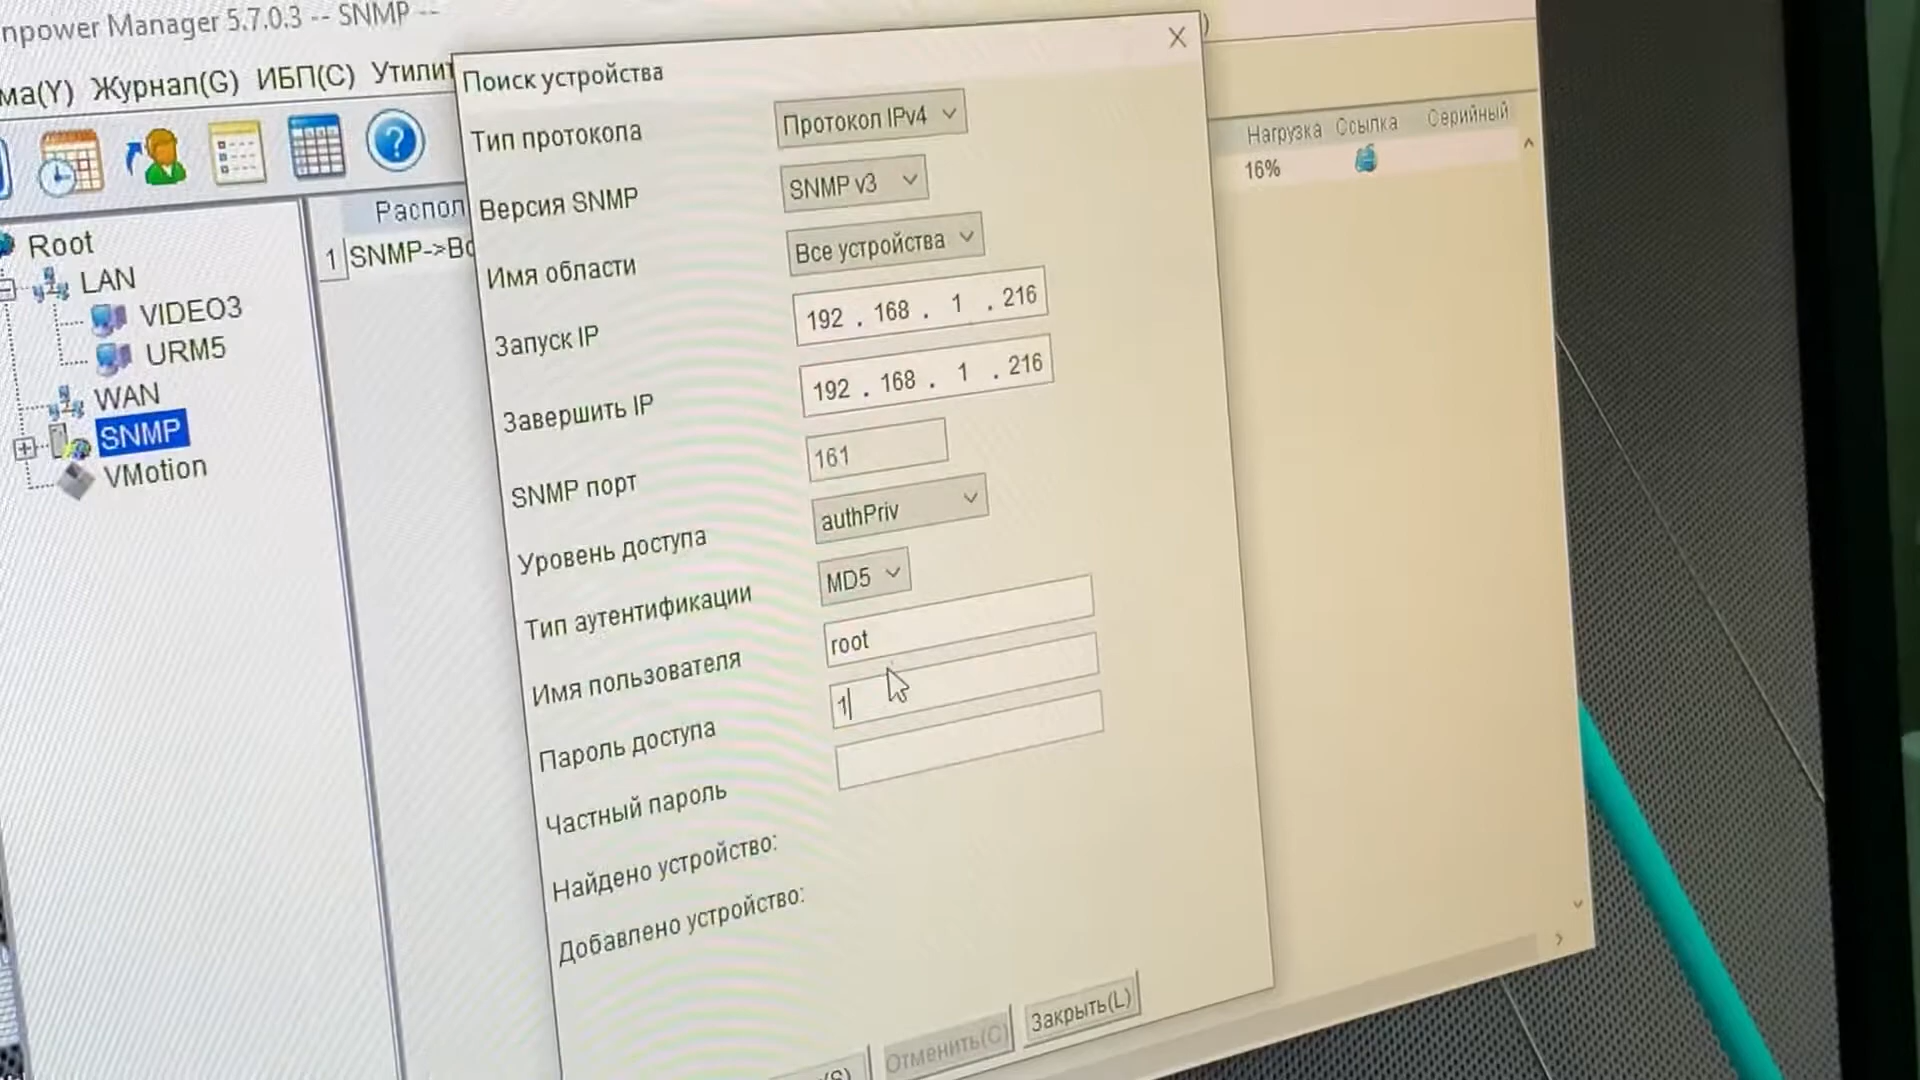 npower Manager 5.7.0.3 -- SNMP --
ма(Y) Журнал(G) ИБП(C) Утилит
Root
LAN
VIDEO3
URM5
WAN
SNMP
VMotion
Распол
1 SNMP->Вс
Поиск устройства
Тип протокола
Протокол IPv4
Версия SNMP
SNMP v3
Имя области
Все устройства
Запуск IP
192 . 168 . 1 . 216
Завершить IP
192 . 168 . 1 . 216
SNMP порт
161
Уровень доступа
authPriv
Тип аутентификации
MD5
Имя пользователя
root
Пароль доступа
1
Частный пароль
Найдено устройство:
Добавлено устройство:
(S)
Отменить(C)
Закрыть(L)
Нагрузка Ссылка Серийный
16%